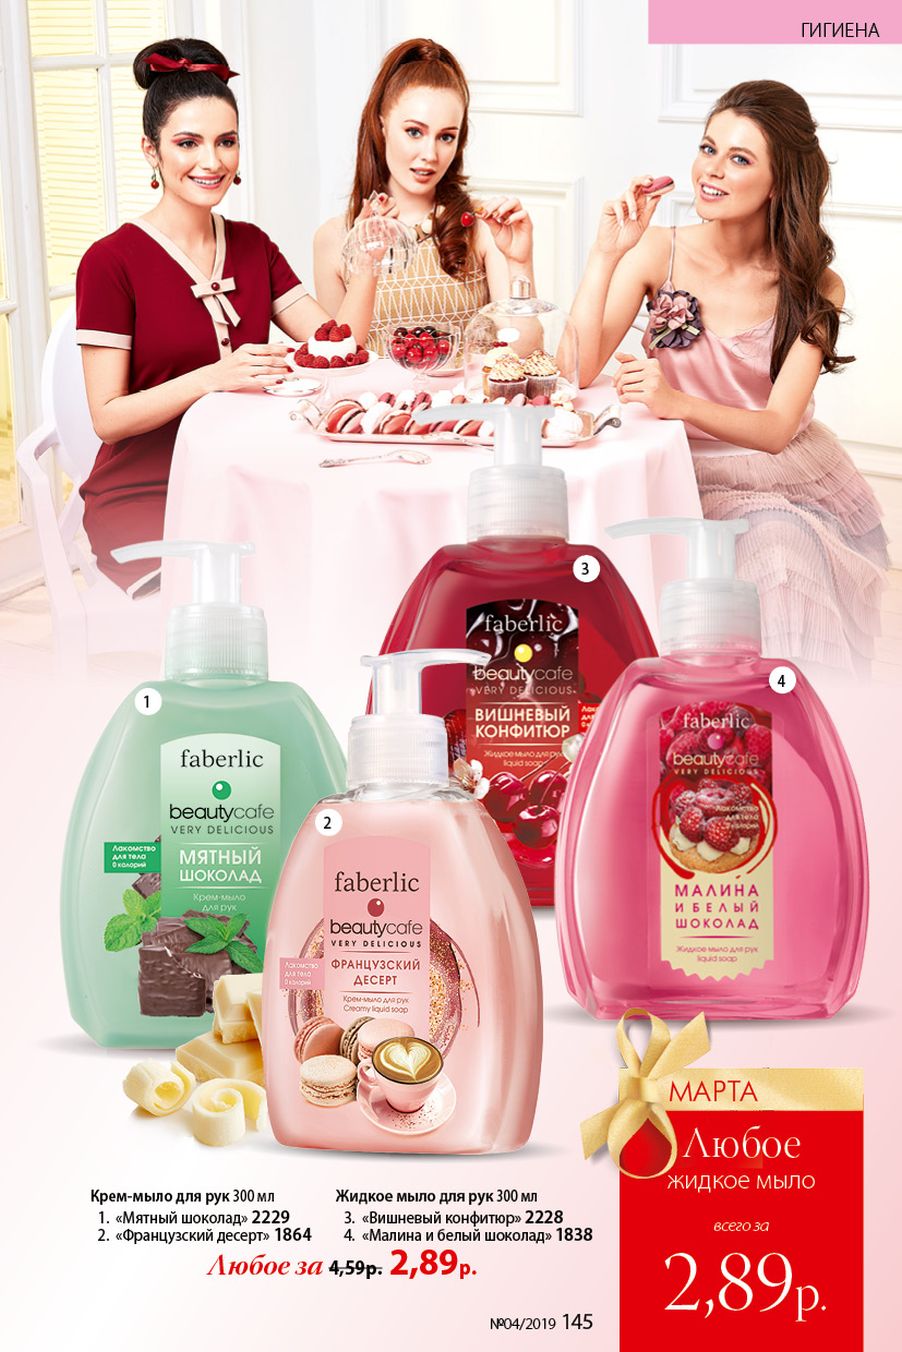 ГИГИЕНА
3
faberlic
beautycafe
VERY DELICIOUS
ВИШНЕВЫЙ
КОНФИТЮР
Жидкое мыло для рук
liquid soap
4
faberlic
beautycafe
VERY DELICIOUS
Лакомство
для тела
0 калорий
МАЛИНА
И БЕЛЫЙ
ШОКОЛАД
Жидкое мыло для рук
liquid soap
1
faberlic
beautycafe
VERY DELICIOUS
МЯТНЫЙ
ШОКОЛАД
Крем-мыло
для рук
Лакомство
для тела
0 калорий
2
faberlic
beautycafe
VERY DELICIOUS
ФРАНЦУЗСКИЙ
ДЕСЕРТ
Крем-мыло для рук
Creamy liquid soap
Лакомство
для тела
0 калорий
МАРТА
Любое
жидкое мыло
всего за
2,89р.
Крем-мыло для рук 300 мл
1. «Мятный шоколад» 2229
2. «Французский десерт» 1864
Жидкое мыло для рук 300 мл
3. «Вишневый конфитюр» 2228
4. «Малина и белый шоколад» 1838
Любое за 4,59р. 2,89р.
№04/2019 145